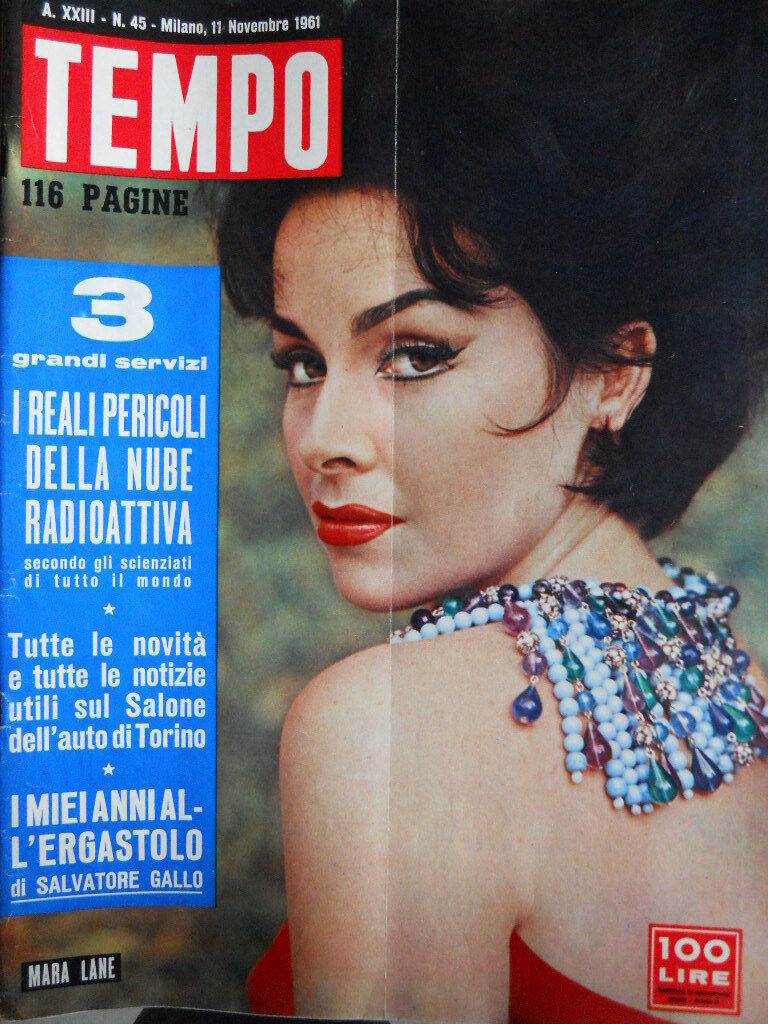 A. XXIII - N. 45 - Milano, 11 Novembre 1961
TEMPO
116 PAGINE
3
grandi servizi
I REALI PERICOLI
DELLA NUBE
RADIOATTIVA
secondo gli scienziati
di tutto il mondo
Tutte le novità
e tutte le notizie
utili sul Salone
dell'auto di Torino
I MIEI ANNI AL-
L'ERGASTOLO
di SALVATORE GALLO
MARA LANE
100
LIRE